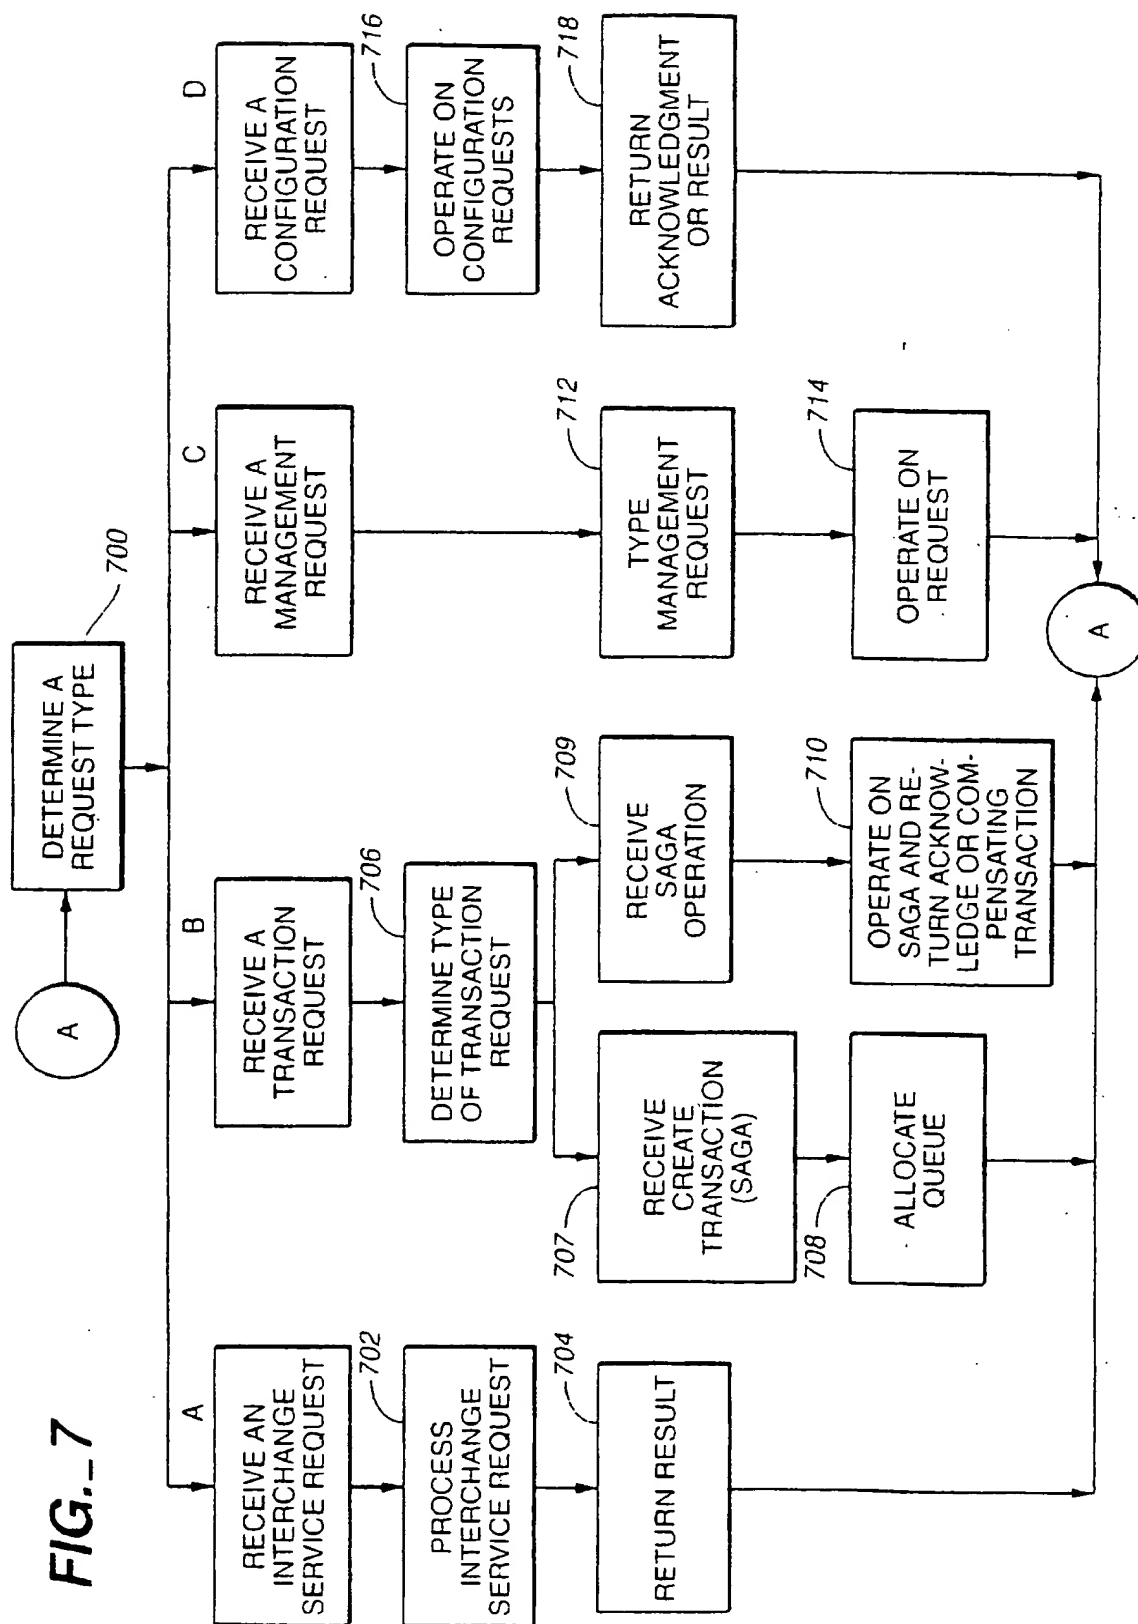 FIG._7
A
DETERMINE A
REQUEST TYPE
700
A
RECEIVE AN
INTERCHANGE
SERVICE REQUEST
702
PROCESS
INTERCHANGE
SERVICE REQUEST
704
RETURN RESULT
B
RECEIVE A
TRANSACTION
REQUEST
706
DETERMINE TYPE
OF TRANSACTION
REQUEST
707
RECEIVE
CREATE
TRANSACTION
(SAGA)
708
ALLOCATE
QUEUE
709
RECEIVE
SAGA
OPERATION
710
OPERATE ON
SAGA AND RE-
TURN ACKNOW-
LEDGE OR COM-
PENSATING
TRANSACTION
C
RECEIVE A
MANAGEMENT
REQUEST
712
TYPE
MANAGEMENT
REQUEST
714
OPERATE ON
REQUEST
D
RECEIVE A
CONFIGURATION
REQUEST
716
OPERATE ON
CONFIGURATION
REQUESTS
718
RETURN
ACKNOWLEDGMENT
OR RESULT
A